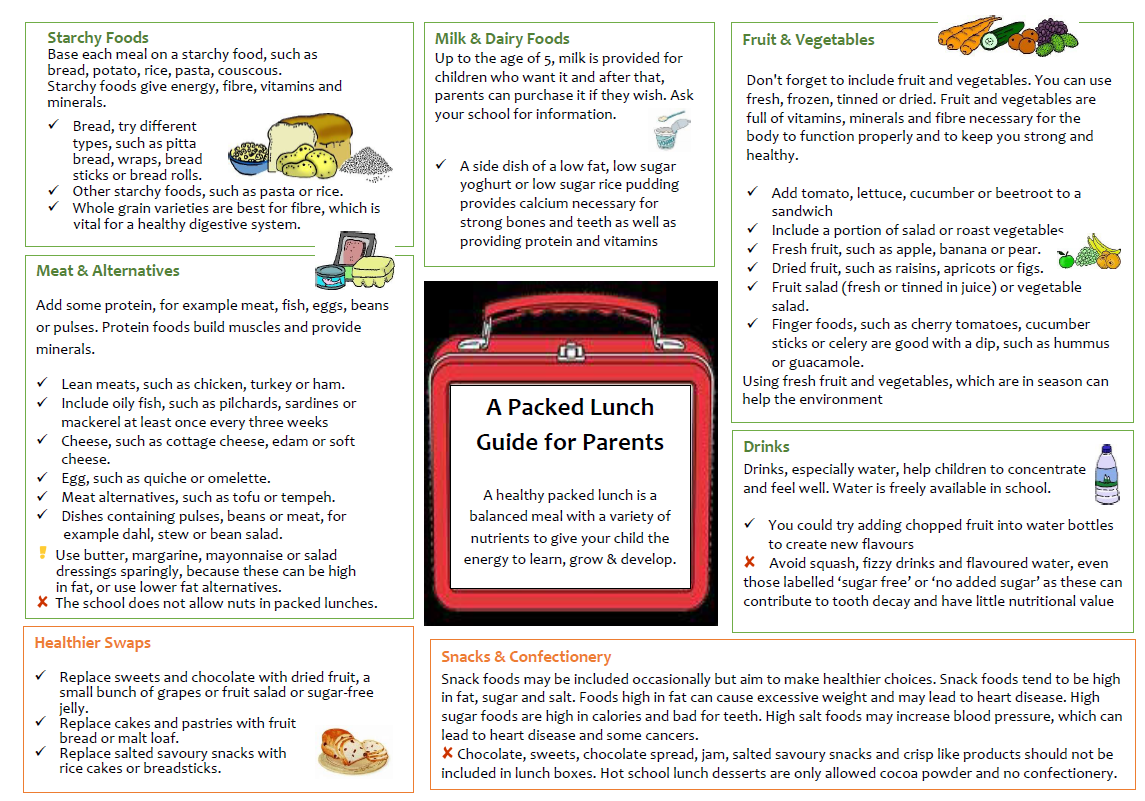 Starchy Foods
Base each meal on a starchy food, such as
bread, potato, rice, pasta, couscous.
Starchy foods give energy, fibre, vitamins and
minerals.
✓ Bread, try different
types, such as pitta
bread, wraps, bread
sticks or bread rolls.
✓ Other starchy foods, such as pasta or rice.
✓ Whole grain varieties are best for fibre, which is
vital for a healthy digestive system.
Meat & Alternatives
Add some protein, for example meat, fish, eggs, beans
or pulses. Protein foods build muscles and provide
minerals.
✓ Lean meats, such as chicken, turkey or ham.
✓ Include oily fish, such as pilchards, sardines or
mackerel at least once every three weeks
✓ Cheese, such as cottage cheese, edam or soft
cheese.
✓ Egg, such as quiche or omelette.
✓ Meat alternatives, such as tofu or tempeh.
✓ Dishes containing pulses, beans or meat, for
example dahl, stew or bean salad.
! Use butter, margarine, mayonnaise or salad
dressings sparingly, because these can be high
in fat, or use lower fat alternatives.
✘ The school does not allow nuts in packed lunches.
Healthier Swaps
✓ Replace sweets and chocolate with dried fruit, a
small bunch of grapes or fruit salad or sugar-free
jelly.
✓ Replace cakes and pastries with fruit
bread or malt loaf.
✓ Replace salted savoury snacks with
rice cakes or breadsticks.
Milk & Dairy Foods
Up to the age of 5, milk is provided for
children who want it and after that,
parents can purchase it if they wish. Ask
your school for information.
✓ A side dish of a low fat, low sugar
yoghurt or low sugar rice pudding
provides calcium necessary for
strong bones and teeth as well as
providing protein and vitamins
A Packed Lunch
Guide for Parents
A healthy packed lunch is a
balanced meal with a variety of
nutrients to give your child the
energy to learn, grow & develop.
Fruit & Vegetables
Don't forget to include fruit and vegetables. You can use
fresh, frozen, tinned or dried. Fruit and vegetables are
full of vitamins, minerals and fibre necessary for the
body to function properly and to keep you strong and
healthy.
✓ Add tomato, lettuce, cucumber or beetroot to a
sandwich
✓ Include a portion of salad or roast vegetables
✓ Fresh fruit, such as apple, banana or pear.
✓ Dried fruit, such as raisins, apricots or figs.
✓ Fruit salad (fresh or tinned in juice) or vegetable
salad.
✓ Finger foods, such as cherry tomatoes, cucumber
sticks or celery are good with a dip, such as hummus
or guacamole.
Using fresh fruit and vegetables, which are in season can
help the environment
Drinks
Drinks, especially water, help children to concentrate
and feel well. Water is freely available in school.
✓ You could try adding chopped fruit into water bottles
to create new flavours
✘ Avoid squash, fizzy drinks and flavoured water, even
those labelled ‘sugar free’ or ‘no added sugar’ as these can
contribute to tooth decay and have little nutritional value
Snacks & Confectionery
Snack foods may be included occasionally but aim to make healthier choices. Snack foods tend to be high
in fat, sugar and salt. Foods high in fat can cause excessive weight and may lead to heart disease. High
sugar foods are high in calories and bad for teeth. High salt foods may increase blood pressure, which can
lead to heart disease and some cancers.
✘ Chocolate, sweets, chocolate spread, jam, salted savoury snacks and crisp like products should not be
included in lunch boxes. Hot school lunch desserts are only allowed cocoa powder and no confectionery.